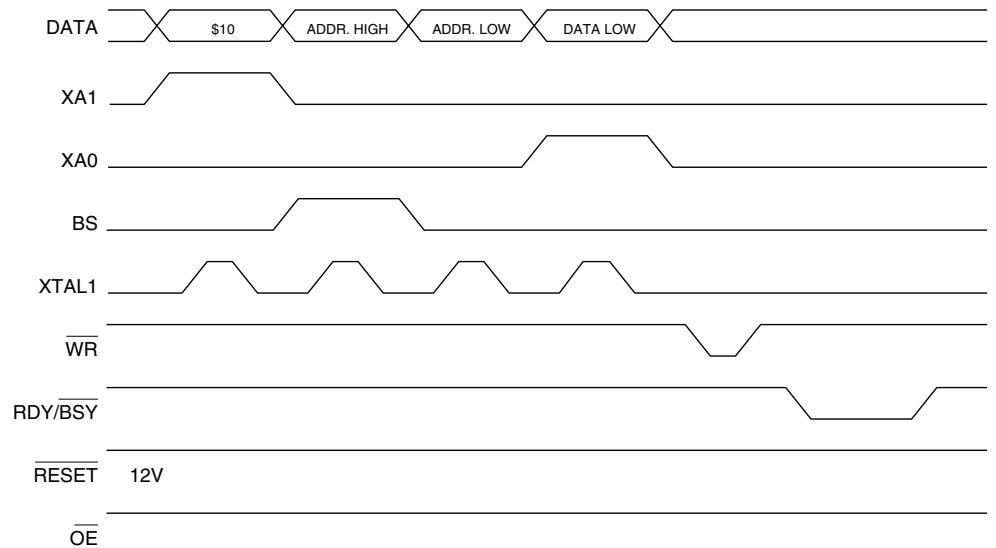 DATA $10 ADDR. HIGH ADDR. LOW DATA LOW
XA1
XA0
BS
XTAL1
WR
RDY/BSY
RESET 12V
OE